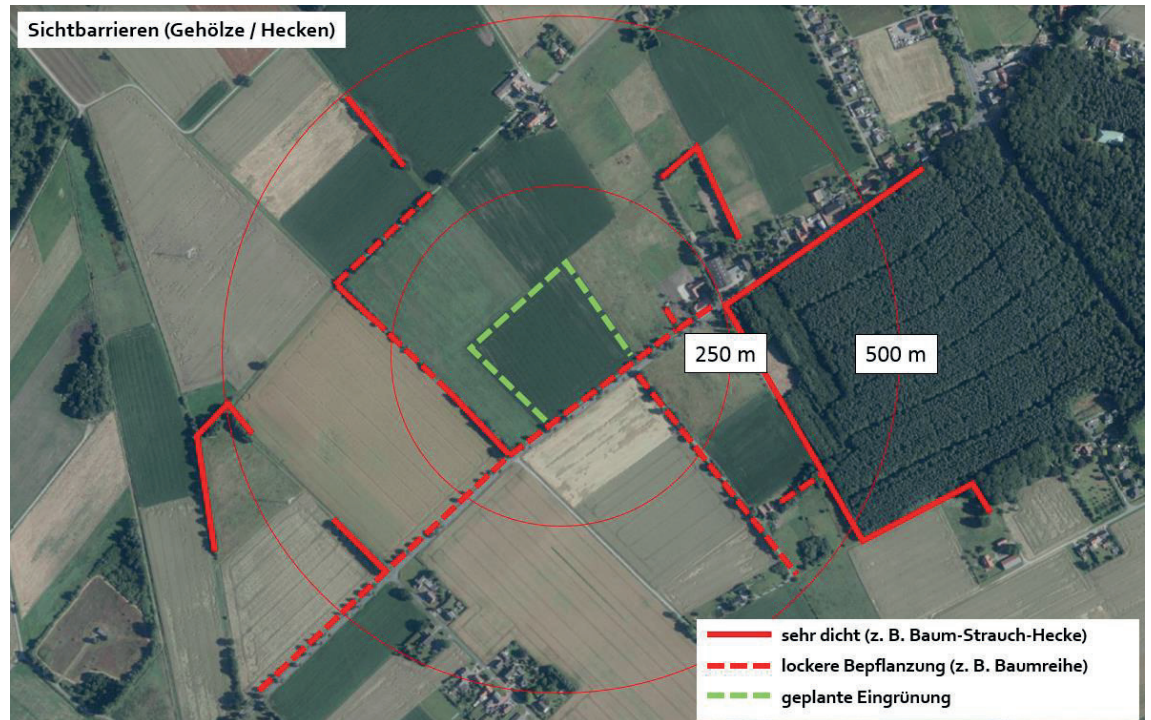 Sichtbarrieren (Gehölze / Hecken)
250 m
500 m
sehr dicht (z. B. Baum-Strauch-Hecke)
lockere Bepflanzung (z. B. Baumreihe)
geplante Eingrünung